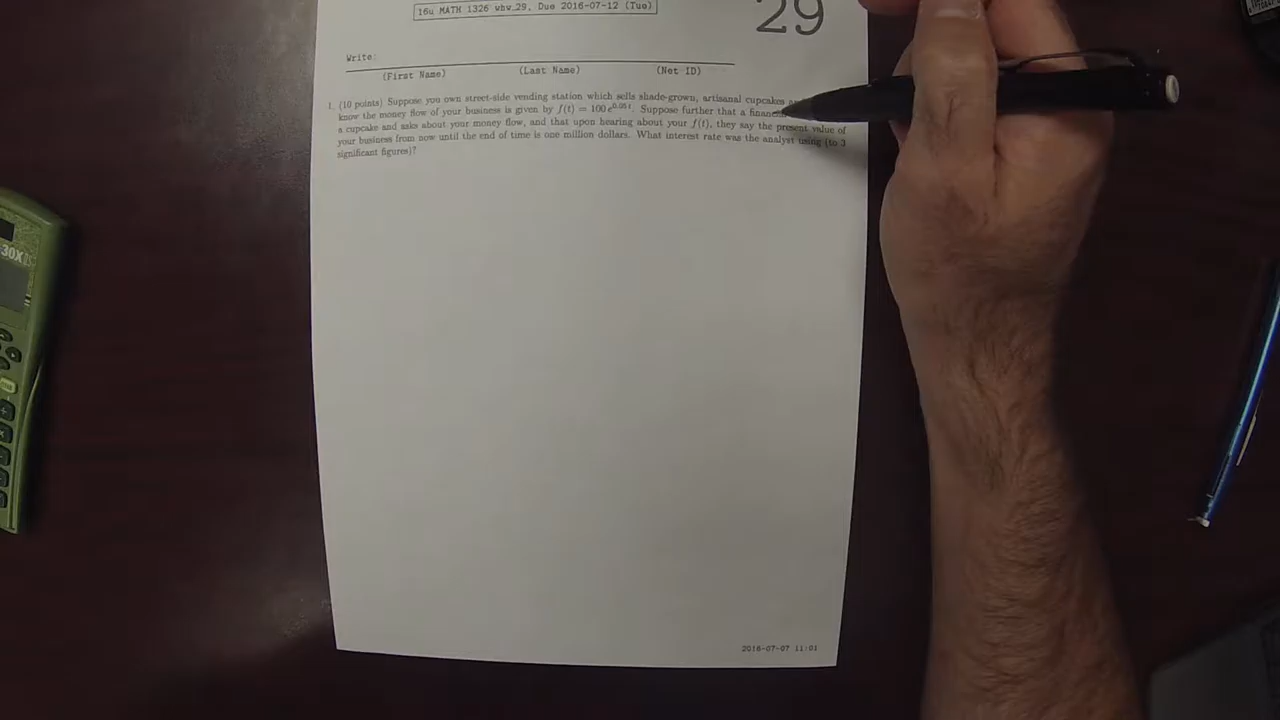 16u MATH 1326 wbw_29, Due 2016-07-12 (Tue)
29
Write:
(First Name) (Last Name) (Net ID)
1. (10 points) Suppose you own street-side vending station which sells shade-grown, artisanal cupcakes
know the money flow of your business is given by f(t) = 100 e^{0.05 t}. Suppose further that a financial
a cupcake and asks about your money flow, and that upon hearing about your f(t), they say the present value of
your business from now until the end of time is one million dollars. What interest rate was the analyst using (to 3
significant figures)?
2016-07-07 11:01
30X